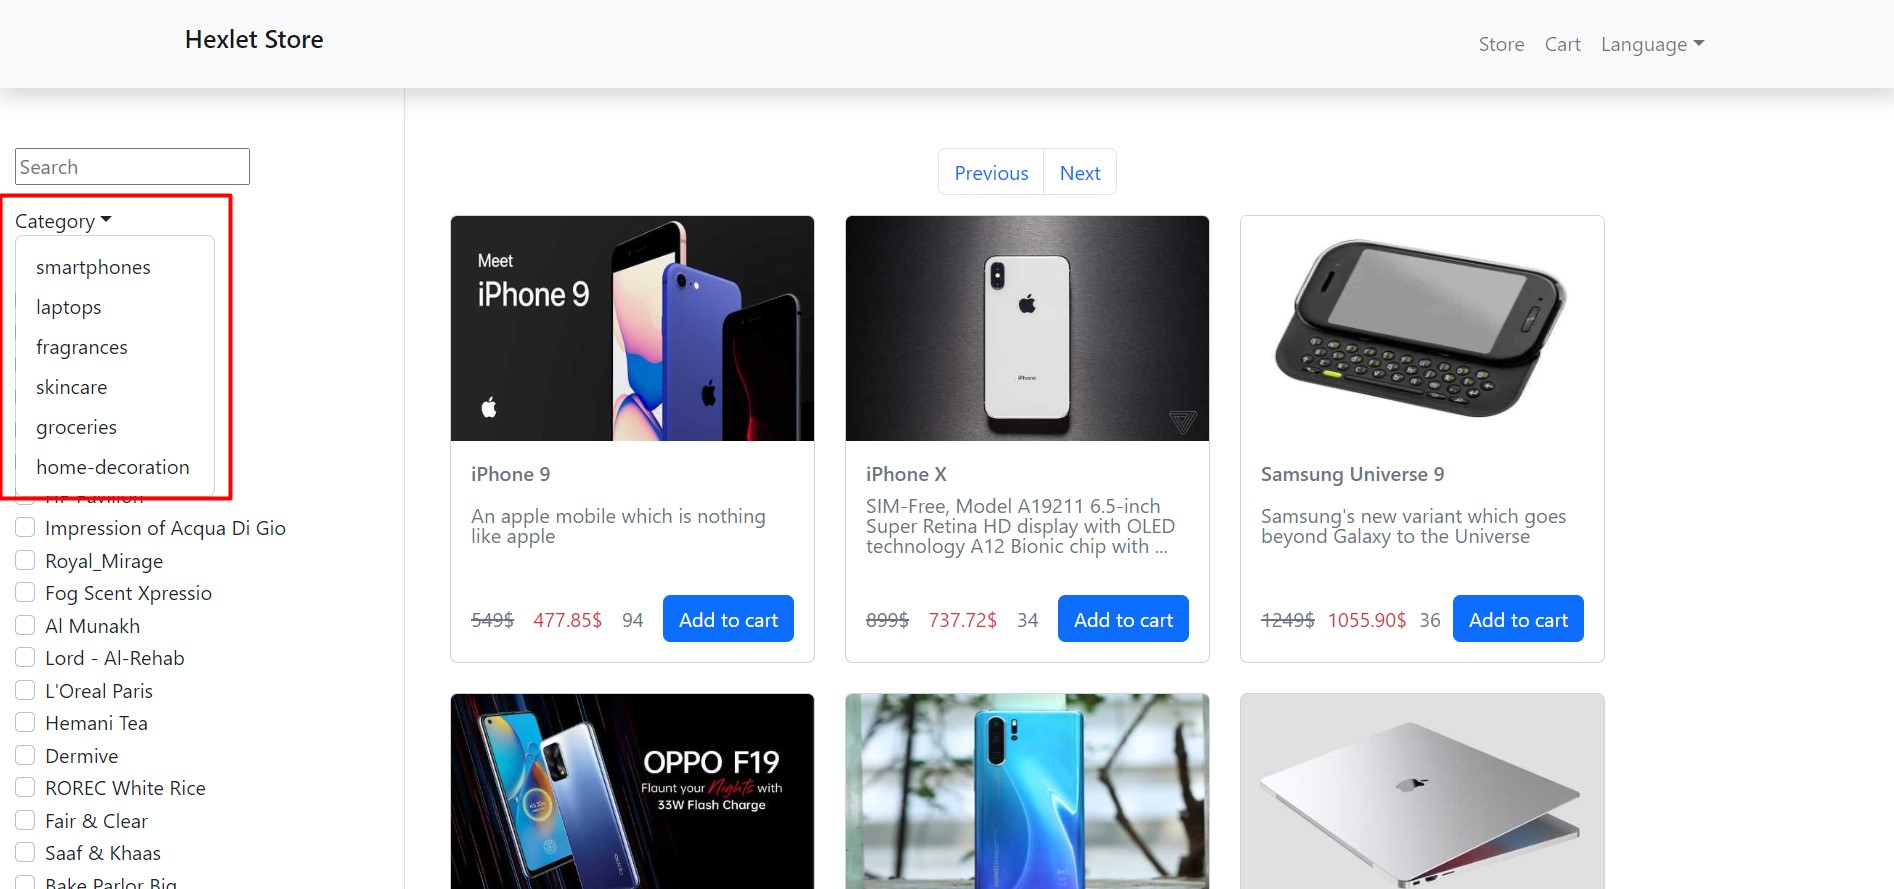 Hexlet Store
Store
Cart
Language
Search
Category
smartphones
laptops
fragrances
skincare
groceries
home-decoration
HP Pavilion
Impression of Acqua Di Gio
Royal_Mirage
Fog Scent Xpressio
Al Munakh
Lord - Al-Rehab
L'Oreal Paris
Hemani Tea
Dermive
ROREC White Rice
Fair & Clear
Saaf & Khaas
Bake Parlor Big
Previous
Next
Meet
iPhone 9
iPhone 9
An apple mobile which is nothing
like apple
549$ 477.85$ 94 Add to cart
iPhone
iPhone X
SIM-Free, Model A19211 6.5-inch
Super Retina HD display with OLED
technology A12 Bionic chip with ...
899$ 737.72$ 34 Add to cart
Samsung Universe 9
Samsung's new variant which goes
beyond Galaxy to the Universe
1249$ 1055.90$ 36 Add to cart
OPPO F19
Flaunt your Nights with
33W Flash Charge